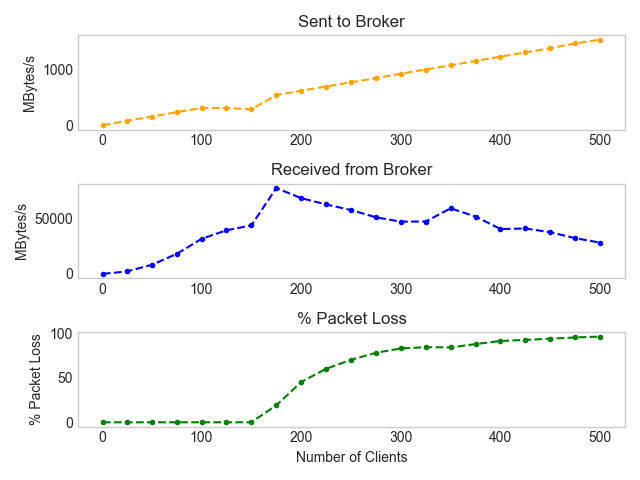 Sent to Broker
MBytes/s
1000
0
0 100 200 300 400 500
Received from Broker
MBytes/s
50000
0
0 100 200 300 400 500
% Packet Loss
% Packet Loss
100
50
0
0 100 200 300 400 500
Number of Clients